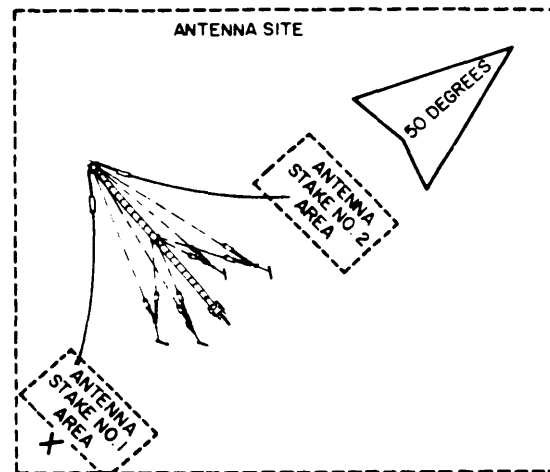 ANTENNA SITE
50 DEGREES
ANTENNA
STAKE NO. 2
AREA
ANTENNA
STAKE NO. 1
AREA
X